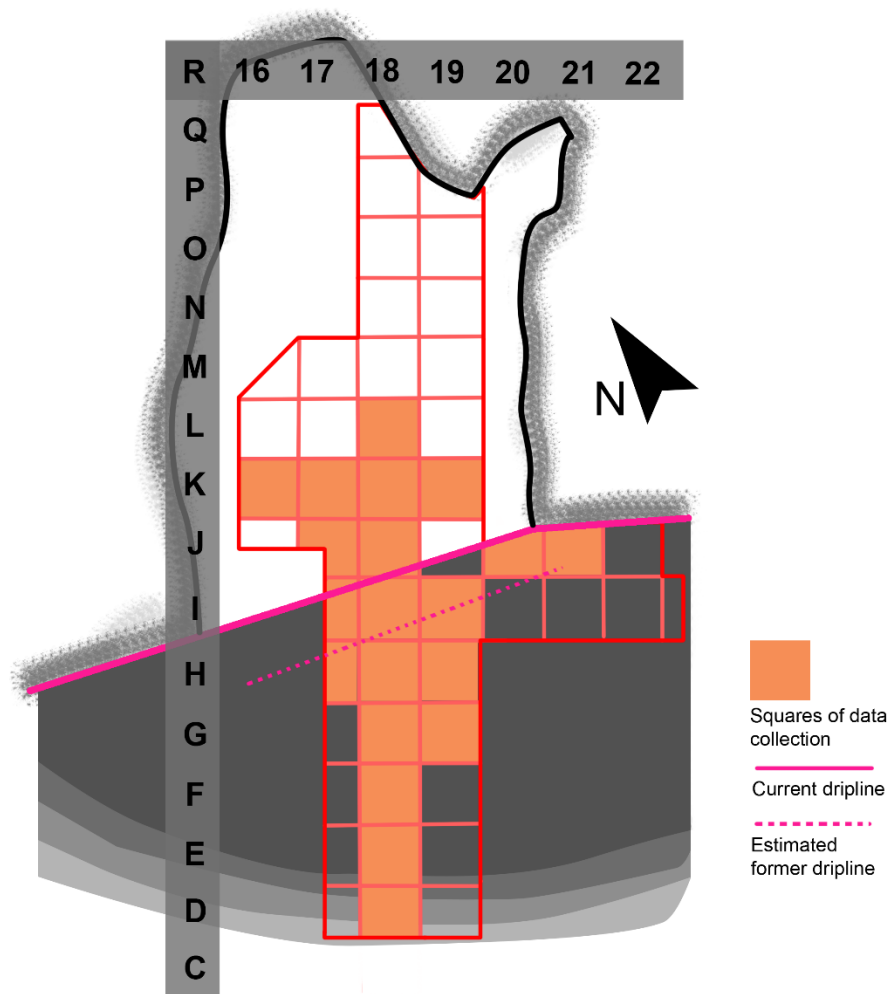 R 16 17 18 19 20 21 22
Q
P
O
N
M
L
K
J
I
H
G
F
E
D
C
N
Squares of data
collection
Current dripline
Estimated
former dripline